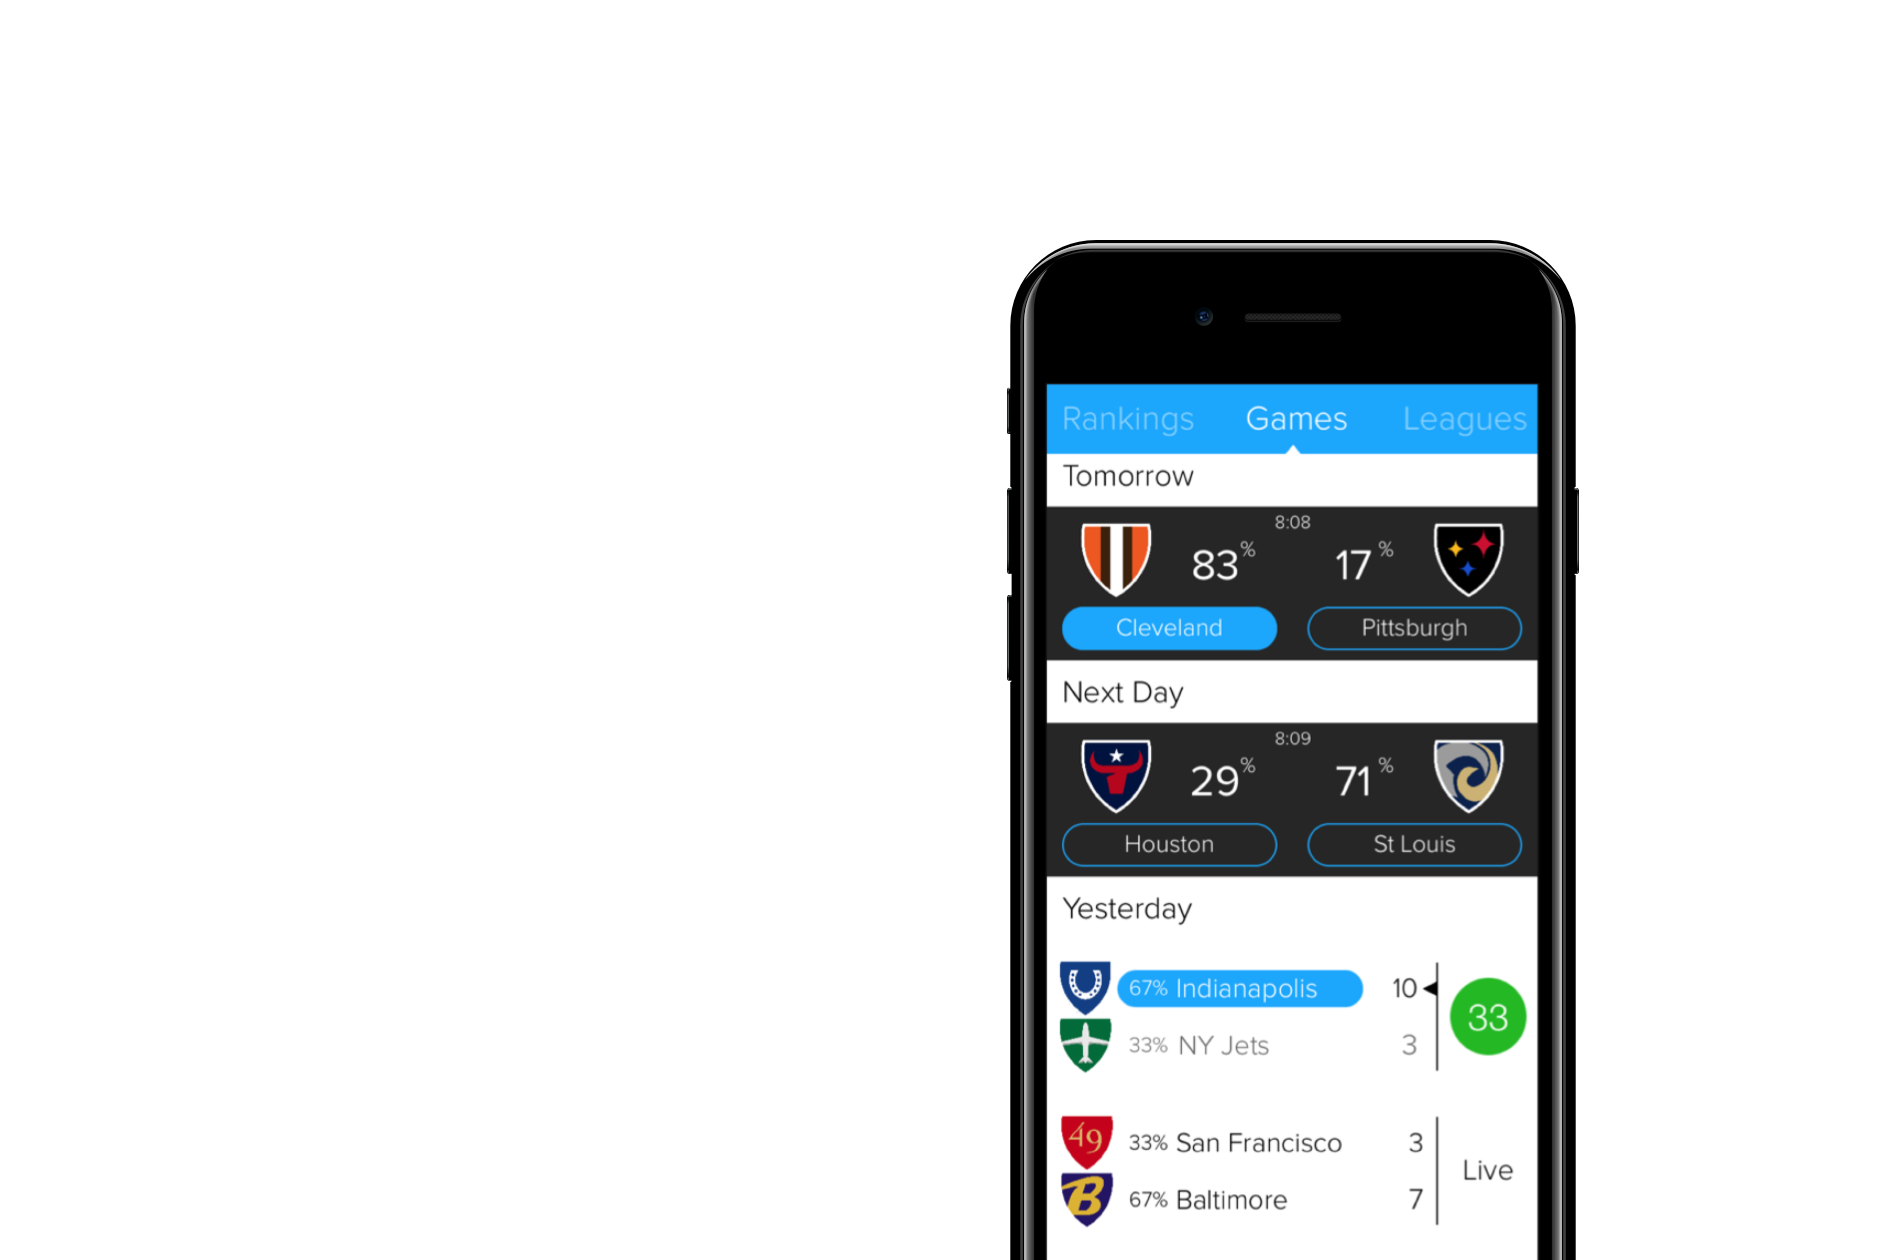 Rankings Games Leagues
Tomorrow
8:08
83% 17%
Cleveland Pittsburgh
Next Day
8:09
29% 71%
Houston St Louis
Yesterday
67% Indianapolis 10
33
33% NY Jets 3
49
33% San Francisco 3
Live
B
67% Baltimore 7